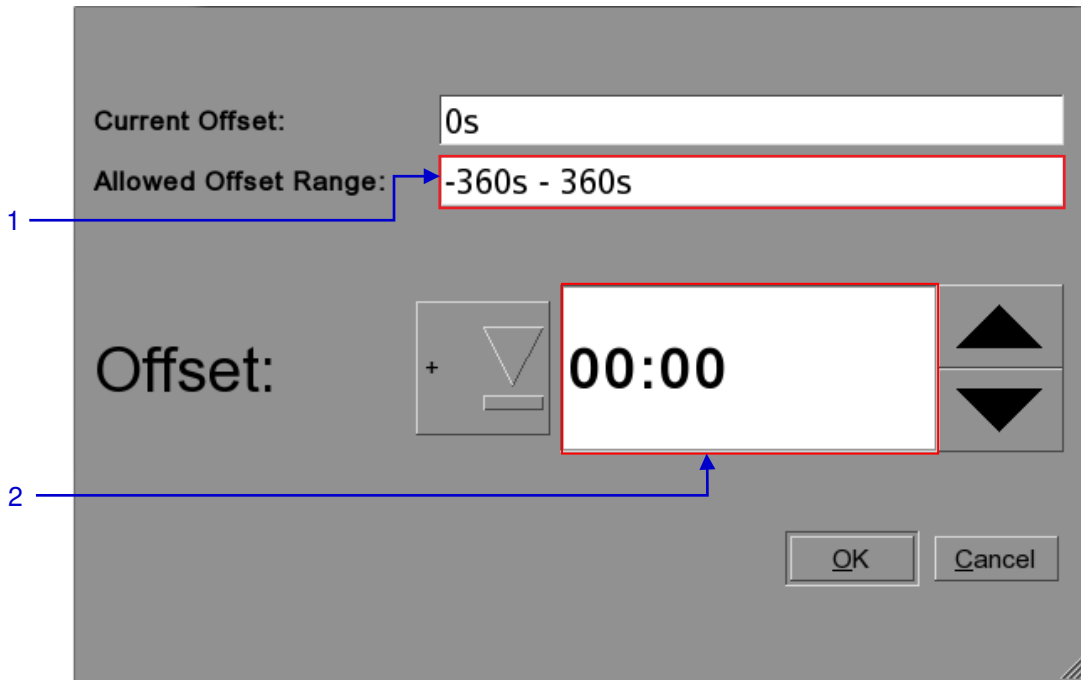 Current Offset: 0s
Allowed Offset Range: -360s - 360s
1
Offset: + 00:00
2
OK Cancel